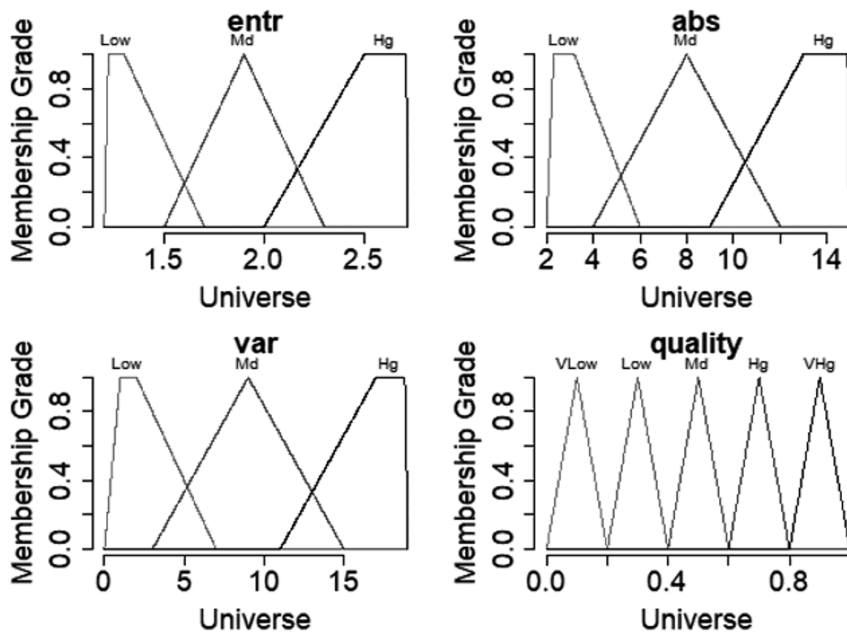 entr
Low Md Hg
Membership Grade
0.0 0.4 0.8
1.5 2.0 2.5
Universe
abs
Low Md Hg
Membership Grade
0.0 0.4 0.8
2 4 6 8 10 14
Universe
var
Low Md Hg
Membership Grade
0.0 0.4 0.8
0 5 10 15
Universe
quality
VLow Low Md Hg VHg
Membership Grade
0.0 0.4 0.8
0.0 0.4 0.8
Universe